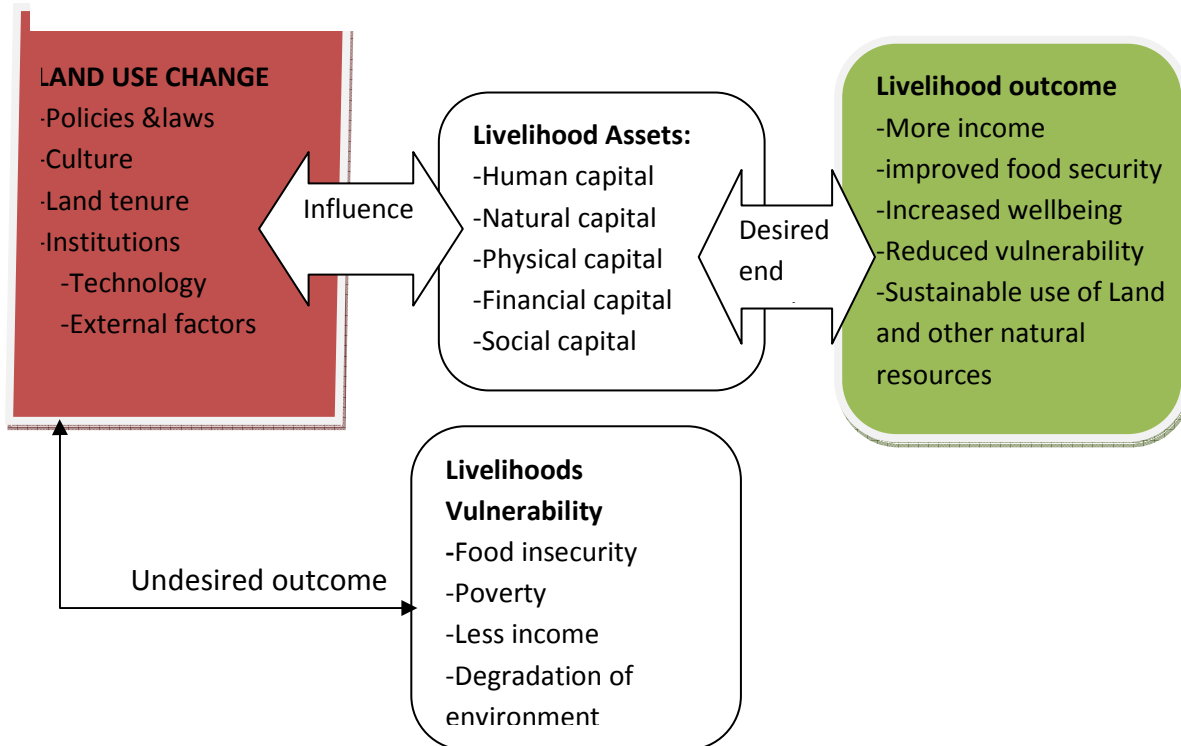 LAND USE CHANGE
-Policies &laws
-Culture
-Land tenure
-Institutions
-Technology
-External factors
Influence
Livelihood Assets:
-Human capital
-Natural capital
-Physical capital
-Financial capital
-Social capital
Desired
end
Livelihood outcome
-More income
-improved food security
-Increased wellbeing
-Reduced vulnerability
-Sustainable use of Land
and other natural
resources
Undesired outcome
Livelihoods
Vulnerability
-Food insecurity
-Poverty
-Less income
-Degradation of
environment